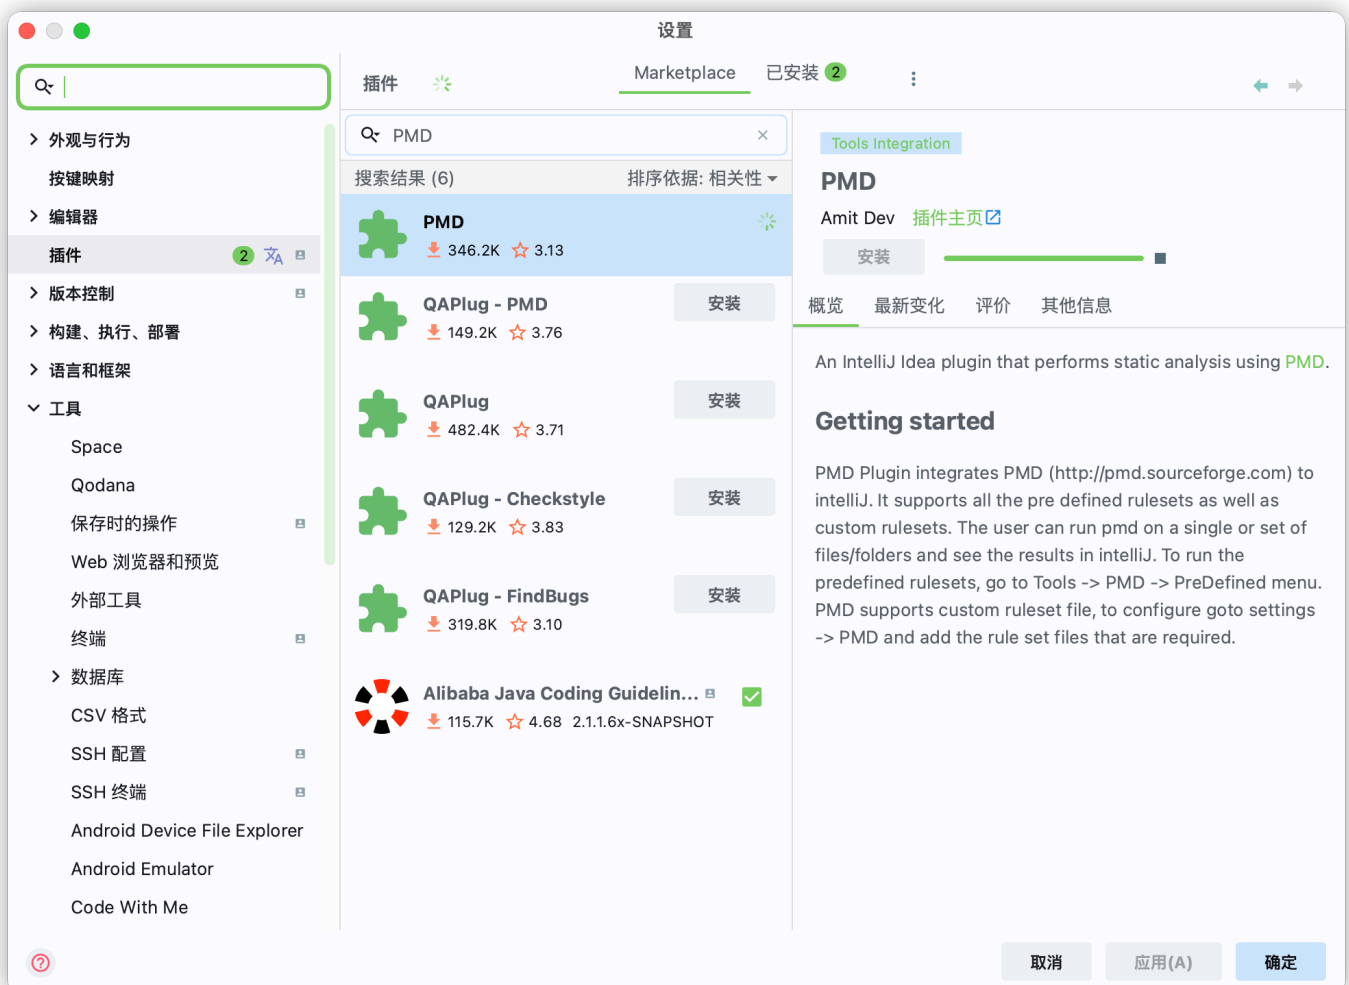 设置
插件
Marketplace
已安装 2
外观与行为
按键映射
编辑器
插件 2
版本控制
构建、执行、部署
语言和框架
工具
Space
Qodana
保存时的操作
Web 浏览器和预览
外部工具
终端
数据库
CSV 格式
SSH 配置
SSH 终端
Android Device File Explorer
Android Emulator
Code With Me
PMD
搜索结果 (6)
排序依据: 相关性
PMD
346.2K 3.13
QAPlug - PMD
安装
149.2K 3.76
QAPlug
安装
482.4K 3.71
QAPlug - Checkstyle
安装
129.2K 3.83
QAPlug - FindBugs
安装
319.8K 3.10
Alibaba Java Coding Guidelin...
115.7K 4.68 2.1.1.6x-SNAPSHOT
Tools Integration
PMD
Amit Dev 插件主页
安装
概览 最新变化 评价 其他信息
An IntelliJ Idea plugin that performs static analysis using PMD.
Getting started
PMD Plugin integrates PMD (http://pmd.sourceforge.com) to
intelliJ. It supports all the pre defined rulesets as well as
custom rulesets. The user can run pmd on a single or set of
files/folders and see the results in intelliJ. To run the
predefined rulesets, go to Tools -> PMD -> PreDefined menu.
PMD supports custom ruleset file, to configure goto settings
-> PMD and add the rule set files that are required.
?
取消
应用(A)
确定